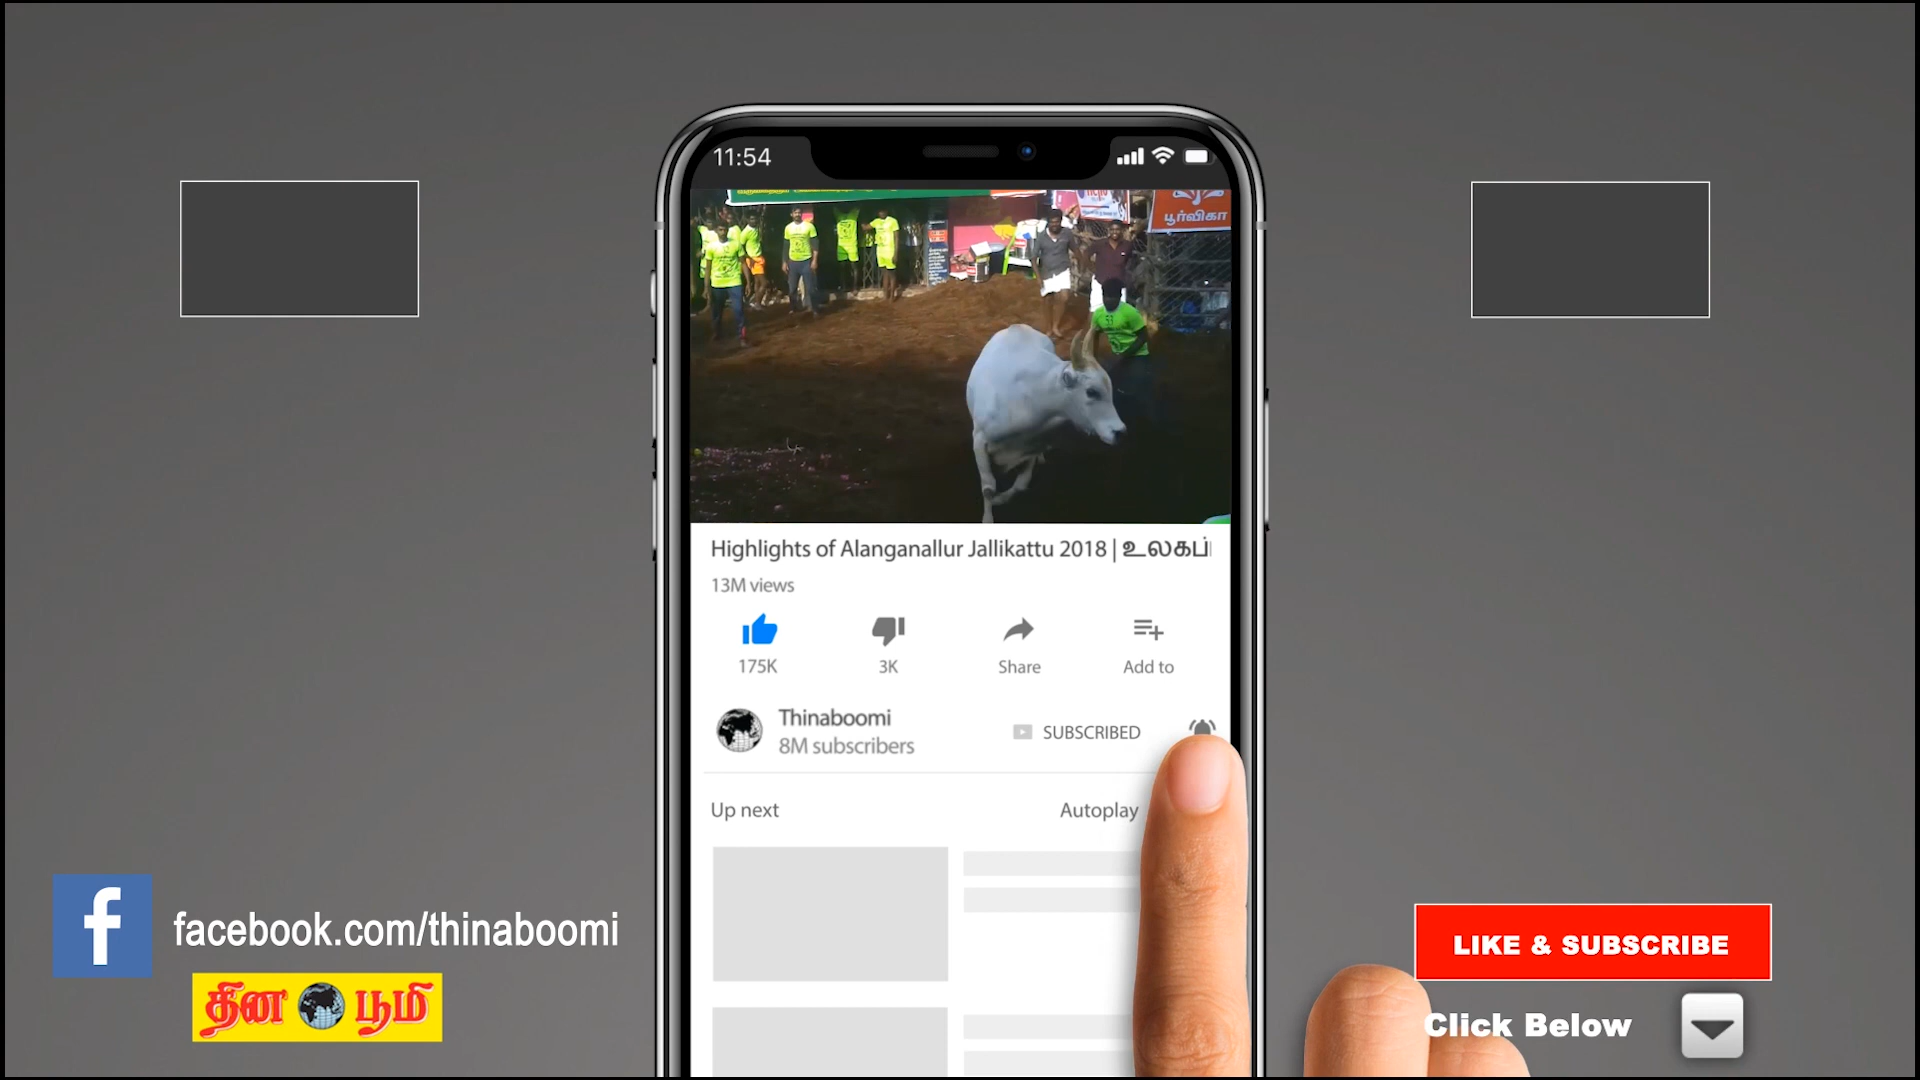 11:54
பூர்விகா
Highlights of Alanganallur Jallikattu 2018 | உலகப்
13M views
175K
3K
Share
Add to
Thinaboomi
8M subscribers
SUBSCRIBED
Up next
Autoplay
facebook.com/thinaboomi
தின பூமி
LIKE & SUBSCRIBE
Click Below